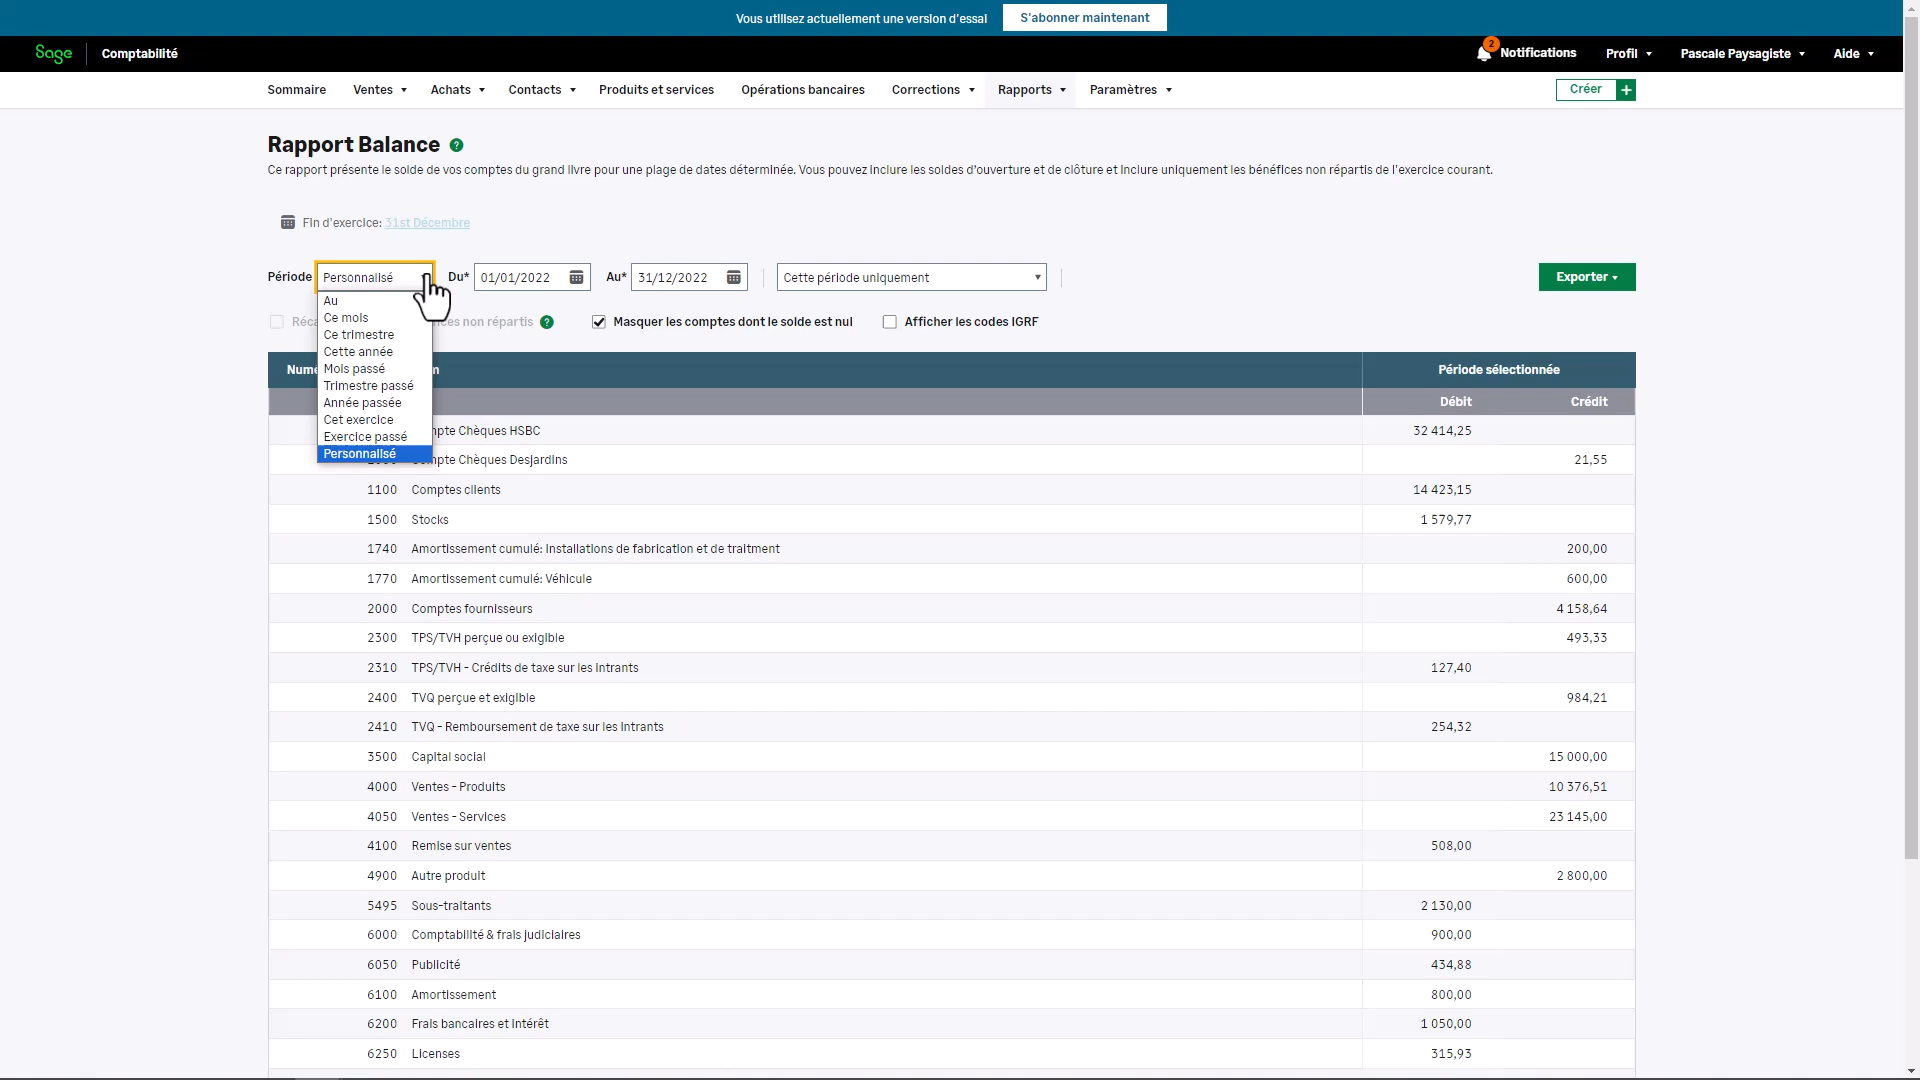 Vous utilisez actuellement une version d'essai
S'abonner maintenant
Sage
Comptabilité
2
Notifications
Profil
Pascale Paysagiste
Aide
Sommaire
Ventes
Achats
Contacts
Produits et services
Opérations bancaires
Corrections
Rapports
Paramètres
Créer +
Rapport Balance ?
Ce rapport présente le solde de vos comptes du grand livre pour une plage de dates déterminée. Vous pouvez inclure les soldes d'ouverture et de clôture et inclure uniquement les bénéfices non répartis de l'exercice courant.
Fin d'exercice: 31st Décembre
Période Personnalisé Du* 01/01/2022 Au* 31/12/2022 Cette période uniquement
Exporter
Au
Ce mois
Ce trimestre
Cette année
Mois passé
Trimestre passé
Année passée
Cet exercice
Exercice passé
Personnalisé
non répartis ?
Masquer les comptes dont le solde est nul
Afficher les codes IGRF
Période sélectionnée
Débit Crédit
Chèques HSBC 32 414,25
Chèques Desjardins 21,55
1100 Comptes clients 14 423,15
1500 Stocks 1 579,77
1740 Amortissement cumulé: Installations de fabrication et de traitment 200,00
1770 Amortissement cumulé: Véhicule 600,00
2000 Comptes fournisseurs 4 158,64
2300 TPS/TVH perçue ou exigible 493,33
2310 TPS/TVH - Crédits de taxe sur les intrants 127,40
2400 TVQ perçue et exigible 984,21
2410 TVQ - Remboursement de taxe sur les intrants 254,32
3500 Capital social 15 000,00
4000 Ventes - Produits 10 376,51
4050 Ventes - Services 23 145,00
4100 Remise sur ventes 508,00
4900 Autre produit 2 800,00
5495 Sous-traitants 2 130,00
6000 Comptabilité & frais judiciaires 900,00
6050 Publicité 434,88
6100 Amortissement 800,00
6200 Frais bancaires et intérêt 1 050,00
6250 Licenses 315,93